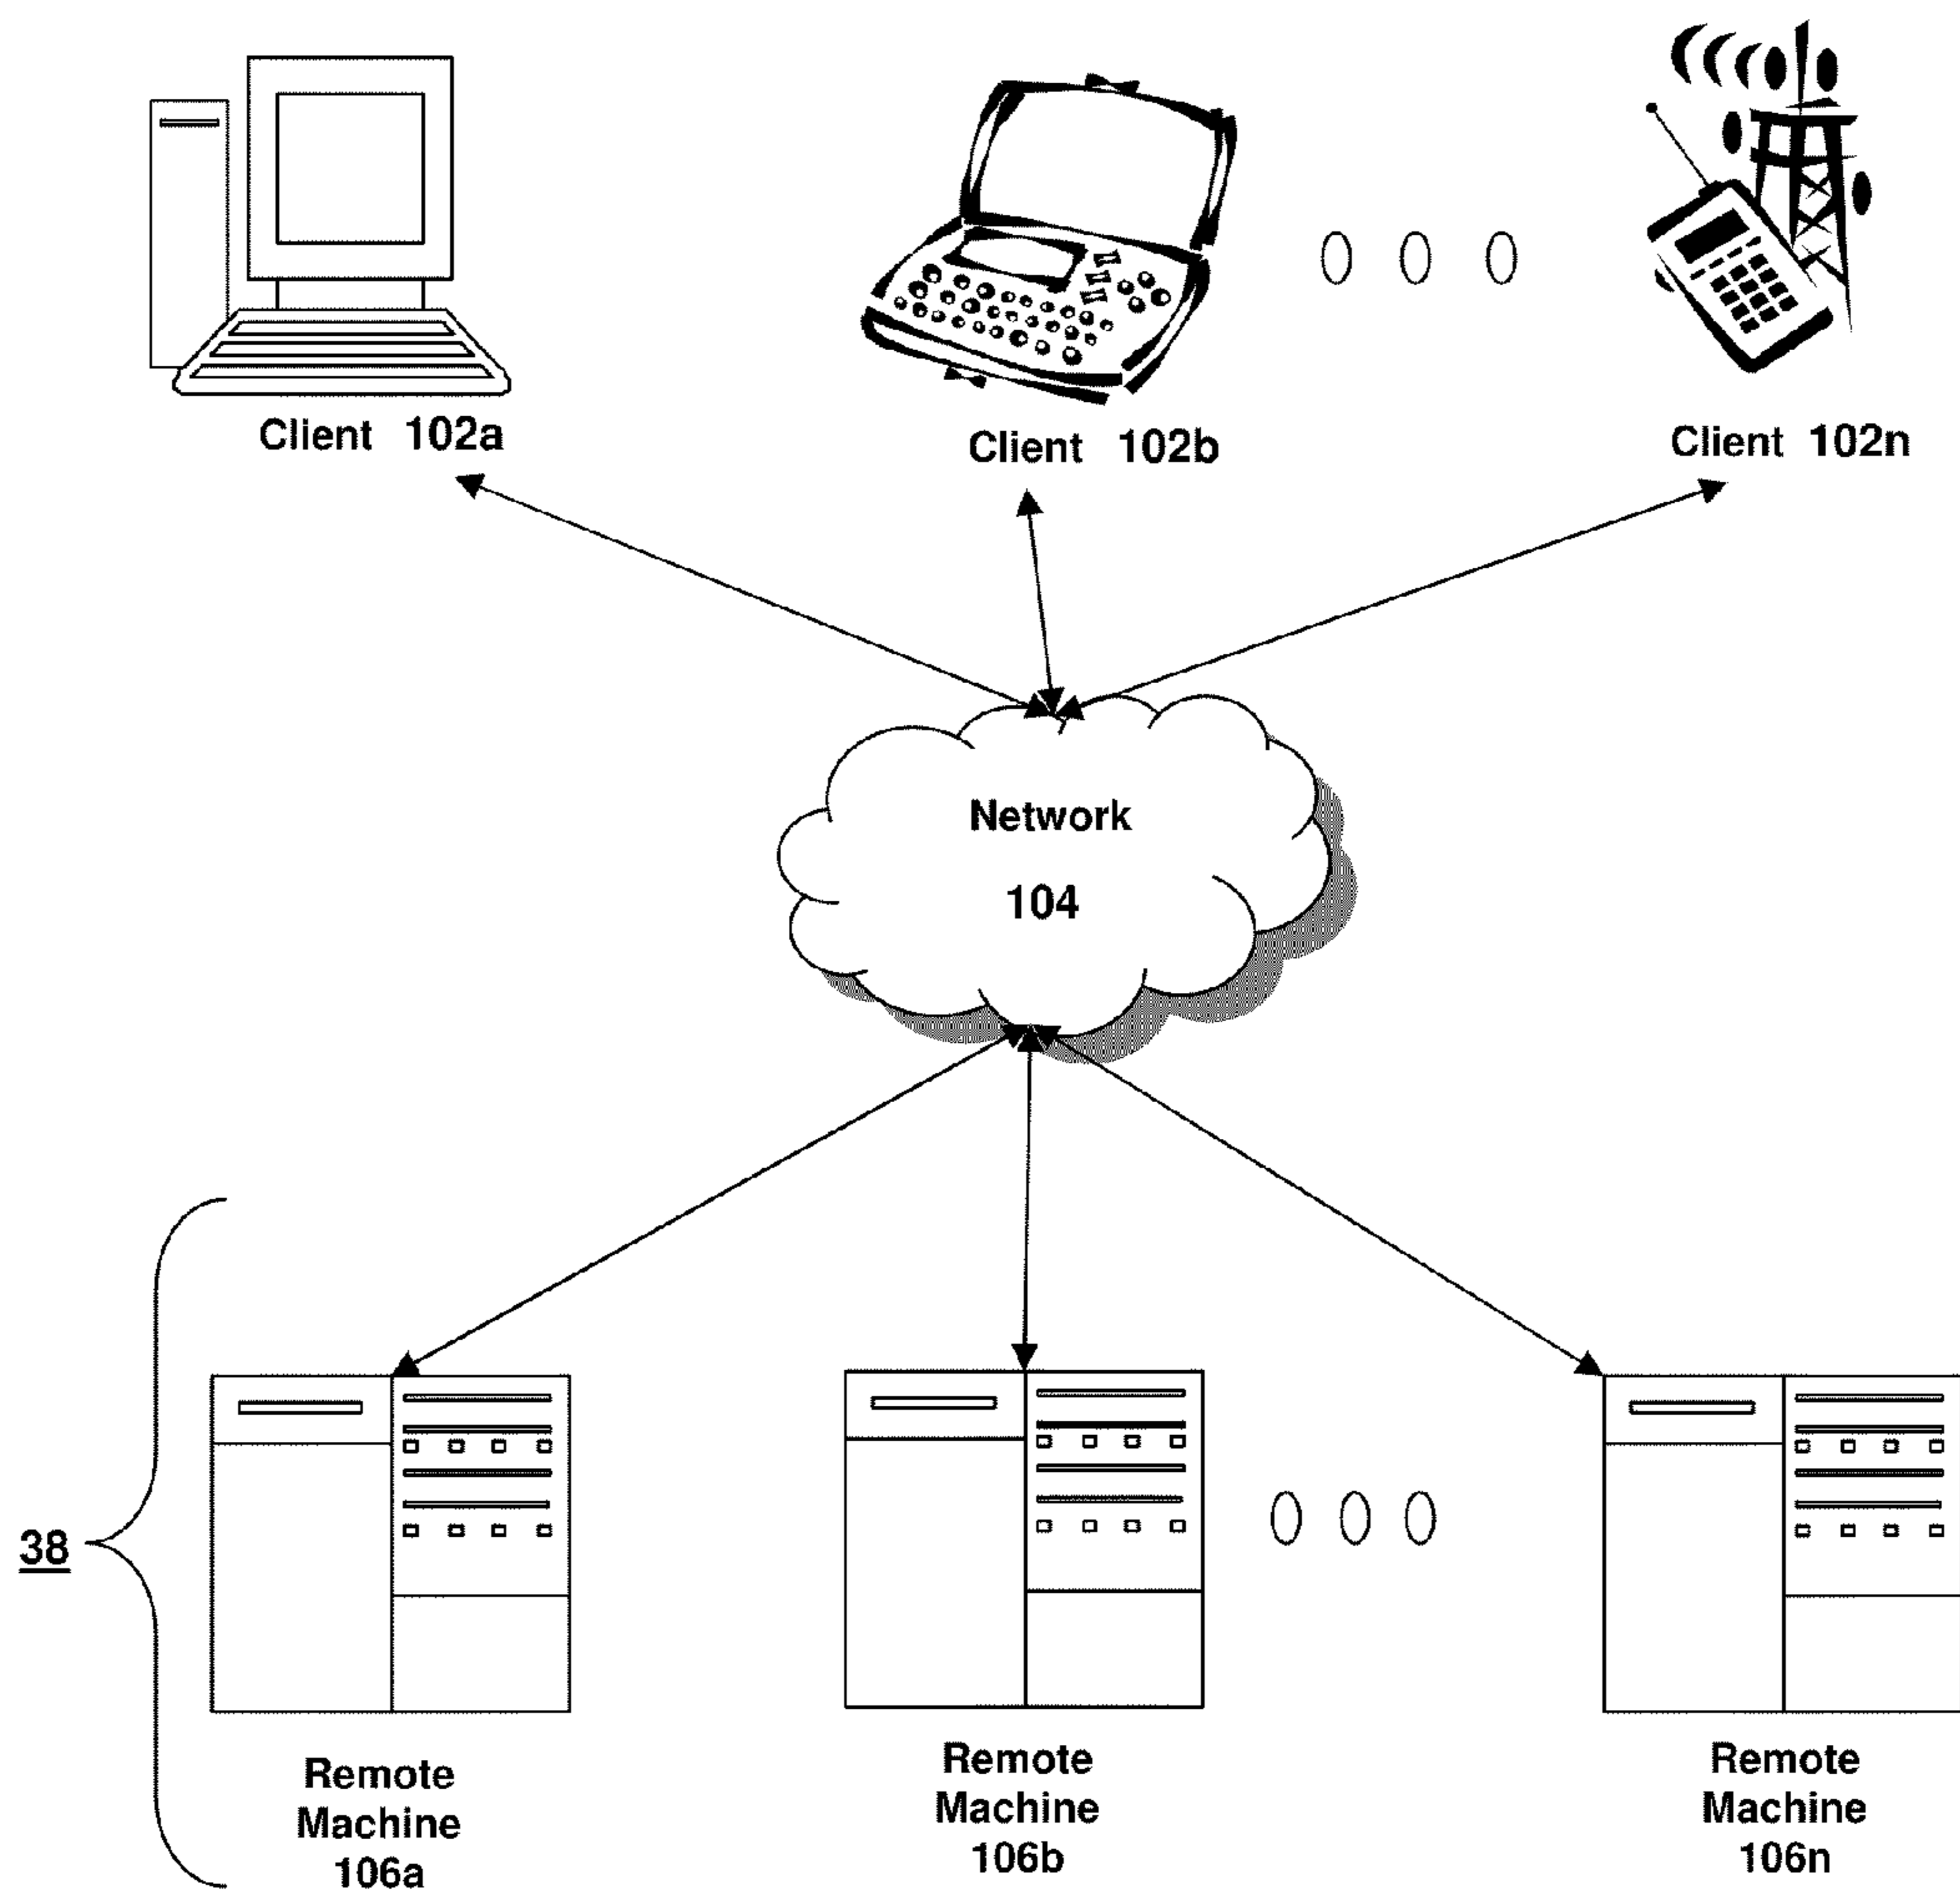 Client 102a
Client 102b
Client 102n
Network
104
38
Remote
Machine
106a
Remote
Machine
106b
Remote
Machine
106n